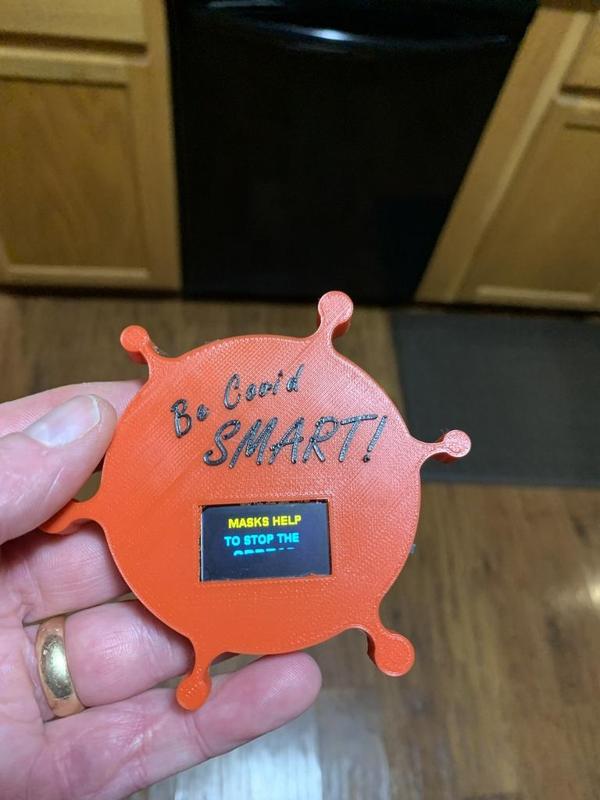 Be Covid
SMART!
MASKS HELP
TO STOP THE